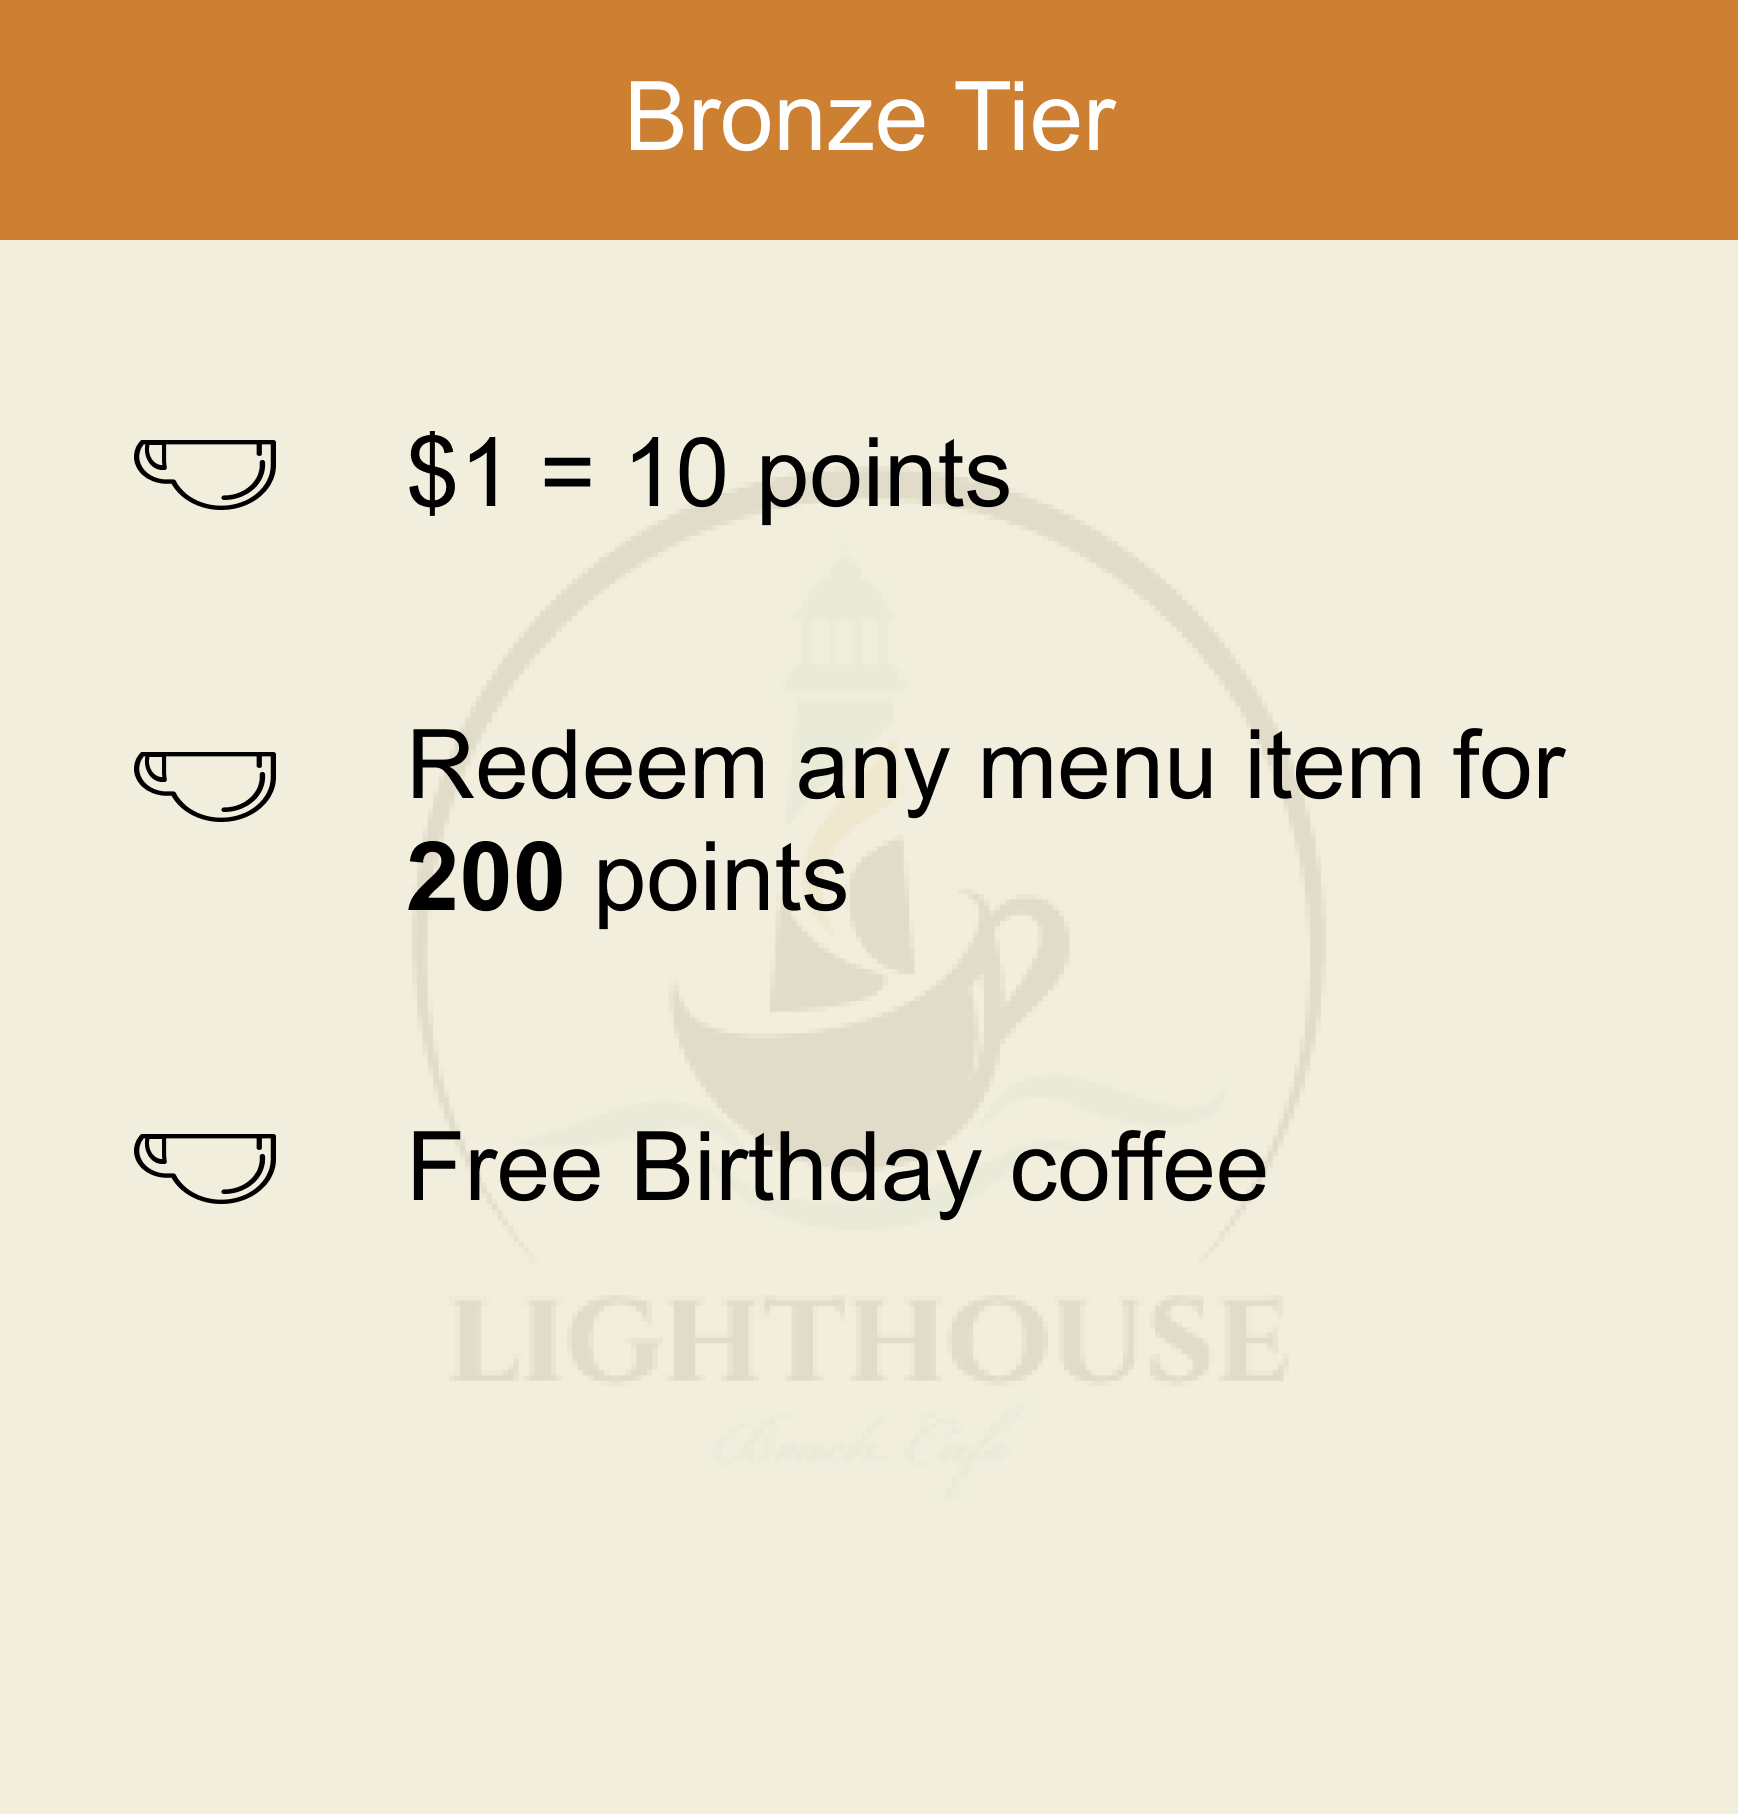 Bronze Tier
$1 = 10 points
Redeem any menu item for
200 points
Free Birthday coffee
LIGHTHOUSE
Beach Cafe